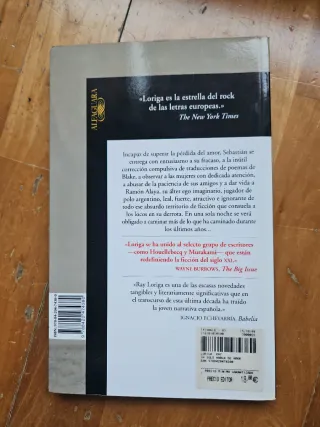 ALFAGUARA
«Loriga es la estrella del rock
de las letras europeas.»
The New York Times
Incapaz de superar la pérdida del amor, Sebastián se
entrega con entusiasmo a su fracaso, a la inútil
corrección compulsiva de traducciones de poemas de
Blake, a observar a las mujeres con dedicada atención,
a abusar de la paciencia de sus amigos y a dar vida a
Ramón Alaya, su álter ego imaginario, jugador de
polo argentino, leal, fuerte, atractivo e ignorante de
todo ese absurdo territorio de ficción que consuela a
los locos en su derrota. En una sola noche se verá
obligado a caminar más de lo que ha caminado durante
los últimos años...
«Loriga se ha unido al selecto grupo de escritores
—como Houellebecq y Murakami— que están
redefiniendo la ficción del siglo XXI.»
WAYNE BURROWS, The Big Issue
«Ray Loriga es una de las escasas novedades
tangibles y literariamente significativas que en
el transcurso de esta última década ha traído
la joven narrativa española.»
IGNACIO ECHEVARRÍA, Babelia
PRECIO EDITOR